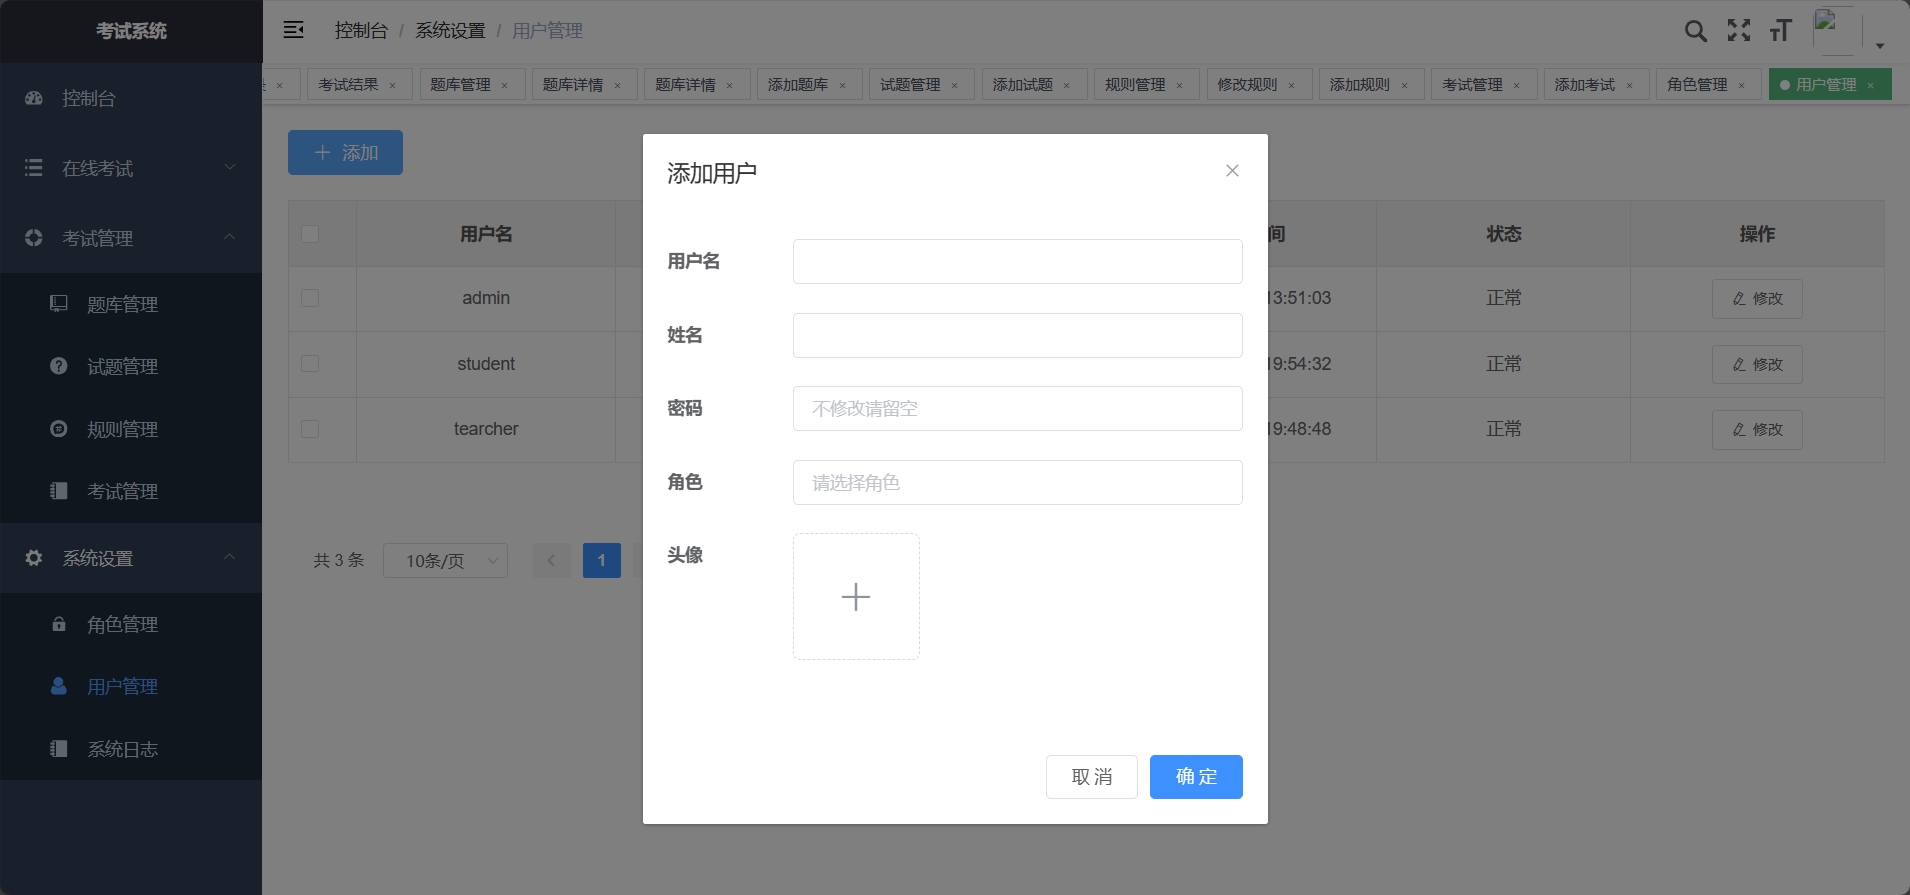 考试系统
控制台 / 系统设置 / 用户管理
× 考试结果 × 题库管理 × 题库详情 × 题库详情 × 添加题库 × 试题管理 × 添加试题 × 规则管理 × 修改规则 × 添加规则 × 考试管理 × 添加考试 × 角色管理 × 用户管理 ×
控制台
在线考试
考试管理
题库管理
试题管理
规则管理
考试管理
系统设置
角色管理
用户管理
系统日志
添加
用户名 间 状态 操作
admin 13:51:03 正常 修改
student 19:54:32 正常 修改
tearcher 19:48:48 正常 修改
共 3 条 10条/页 1
添加用户
用户名
姓名
密码 不修改请留空
角色 请选择角色
头像
取 消 确 定